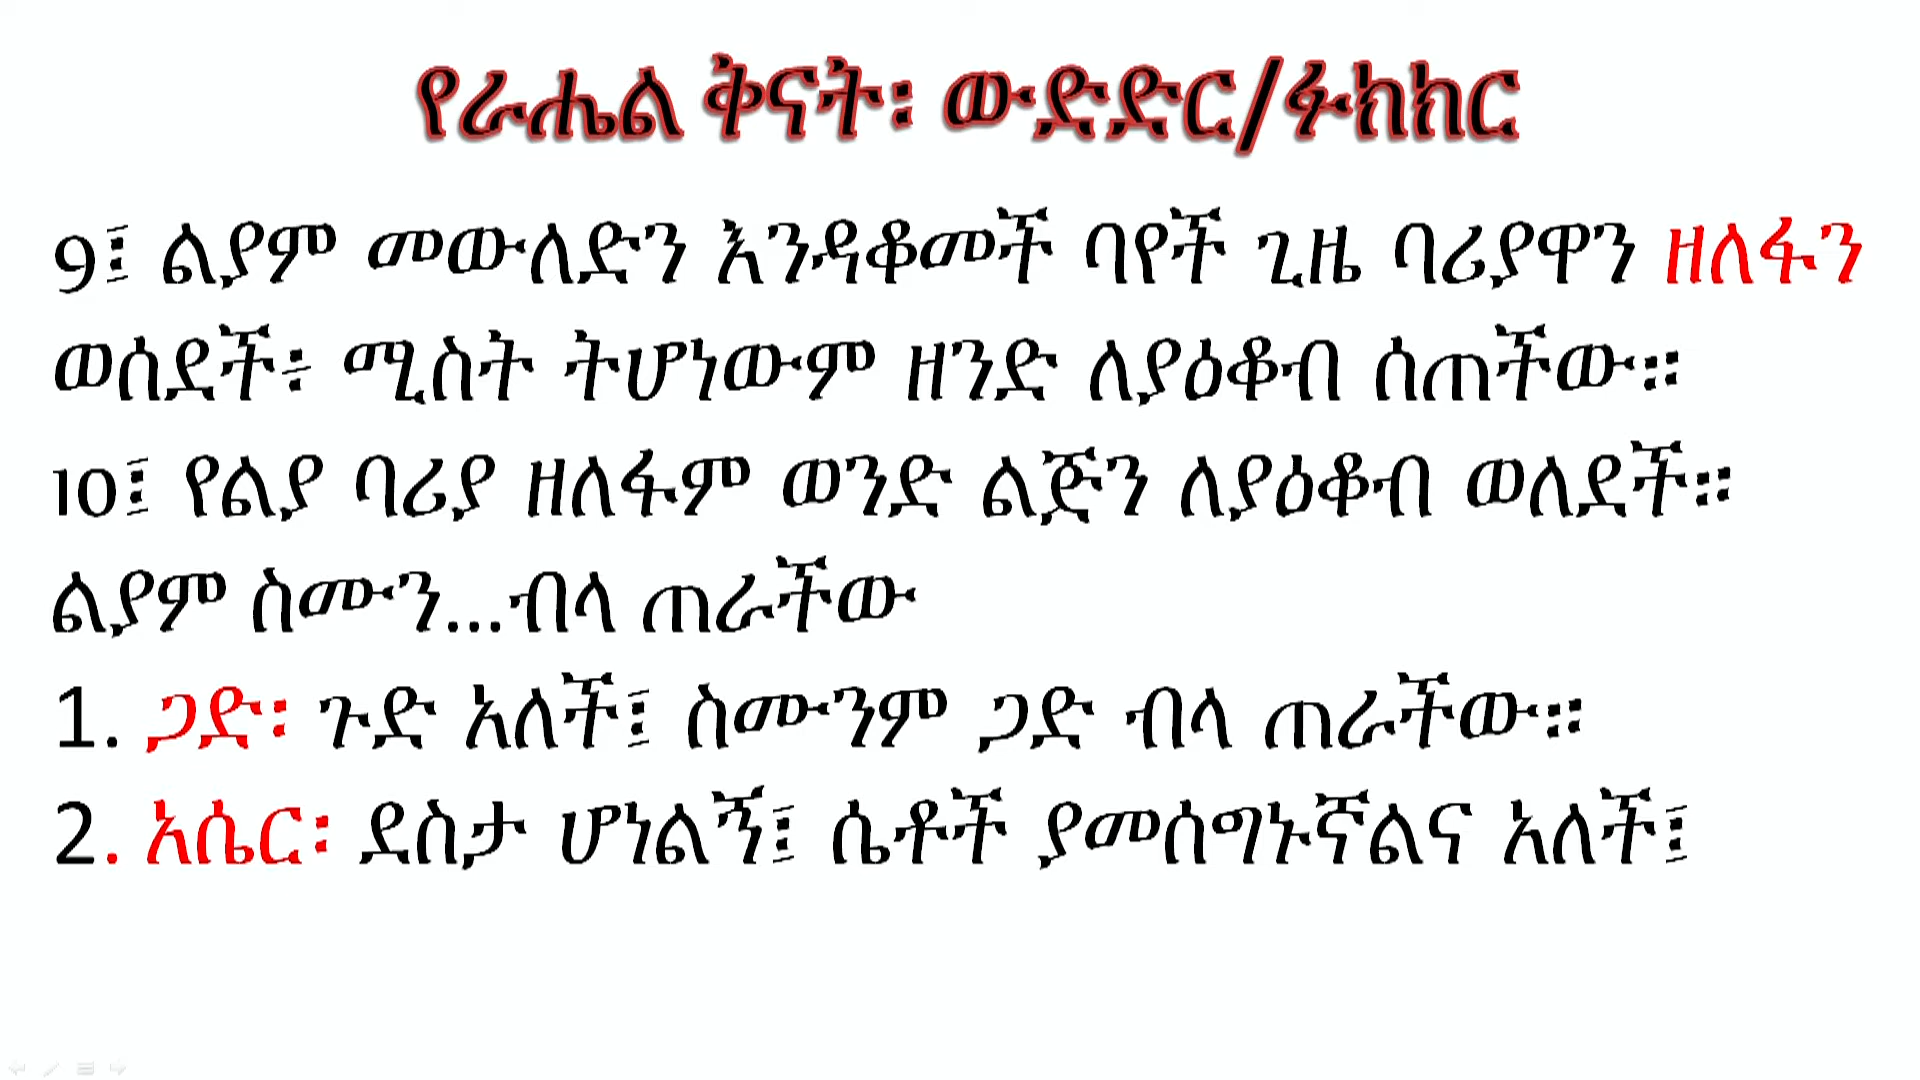 የራሔል ቅናት፡ ውድድር/ፉክክር
9፤ ልያም መውለድን እንዳቆመች ባየች ጊዜ ባሪያዋን ዘለፋን
ወሰደች፥ ሚስት ትሆነውም ዘንድ ለያዕቆብ ሰጠችው።
10፤ የልያ ባሪያ ዘለፋም ወንድ ልጅን ለያዕቆብ ወለደች።
ልያም ስሙን...ብላ ጠራችው
1. ጋድ፡ ጉድ አለች፤ ስሙንም ጋድ ብላ ጠራችው።
2. አሴር፡ ደስታ ሆነልኝ፤ ሴቶች ያመሰግኑኛልና አለች፤